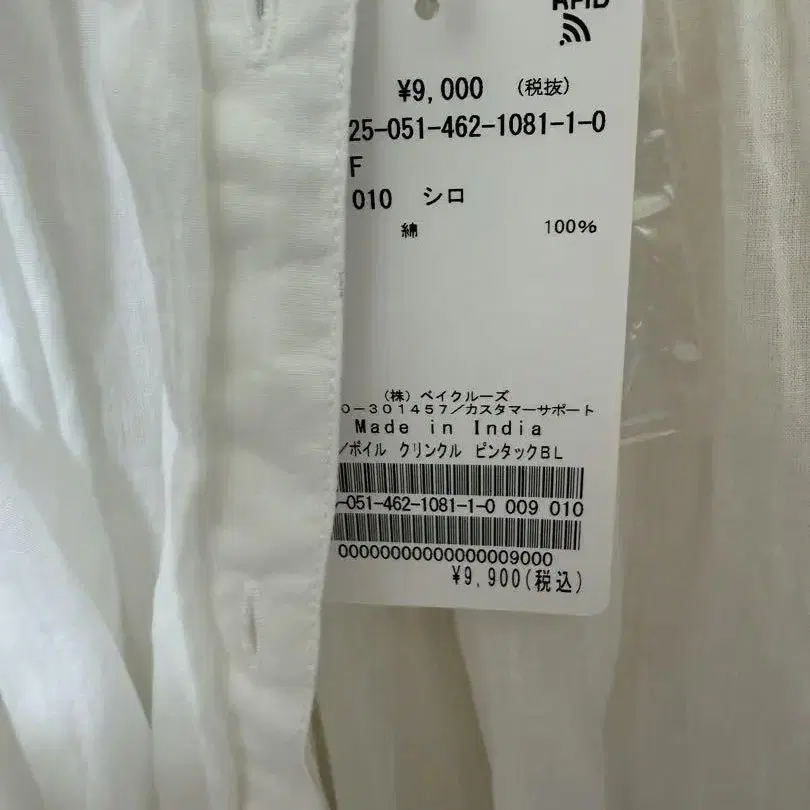 RFID
¥9,000 (税抜)
25-051-462-1081-1-0
F
010 シロ
綿 100%
(株) ベイクルーズ
0-301457/カスタマーサポート
Made in India
/ボイル クリンクル ピンタックBL
-051-462-1081-1-0 009 010
00000000000000009000
¥9,900(税込)